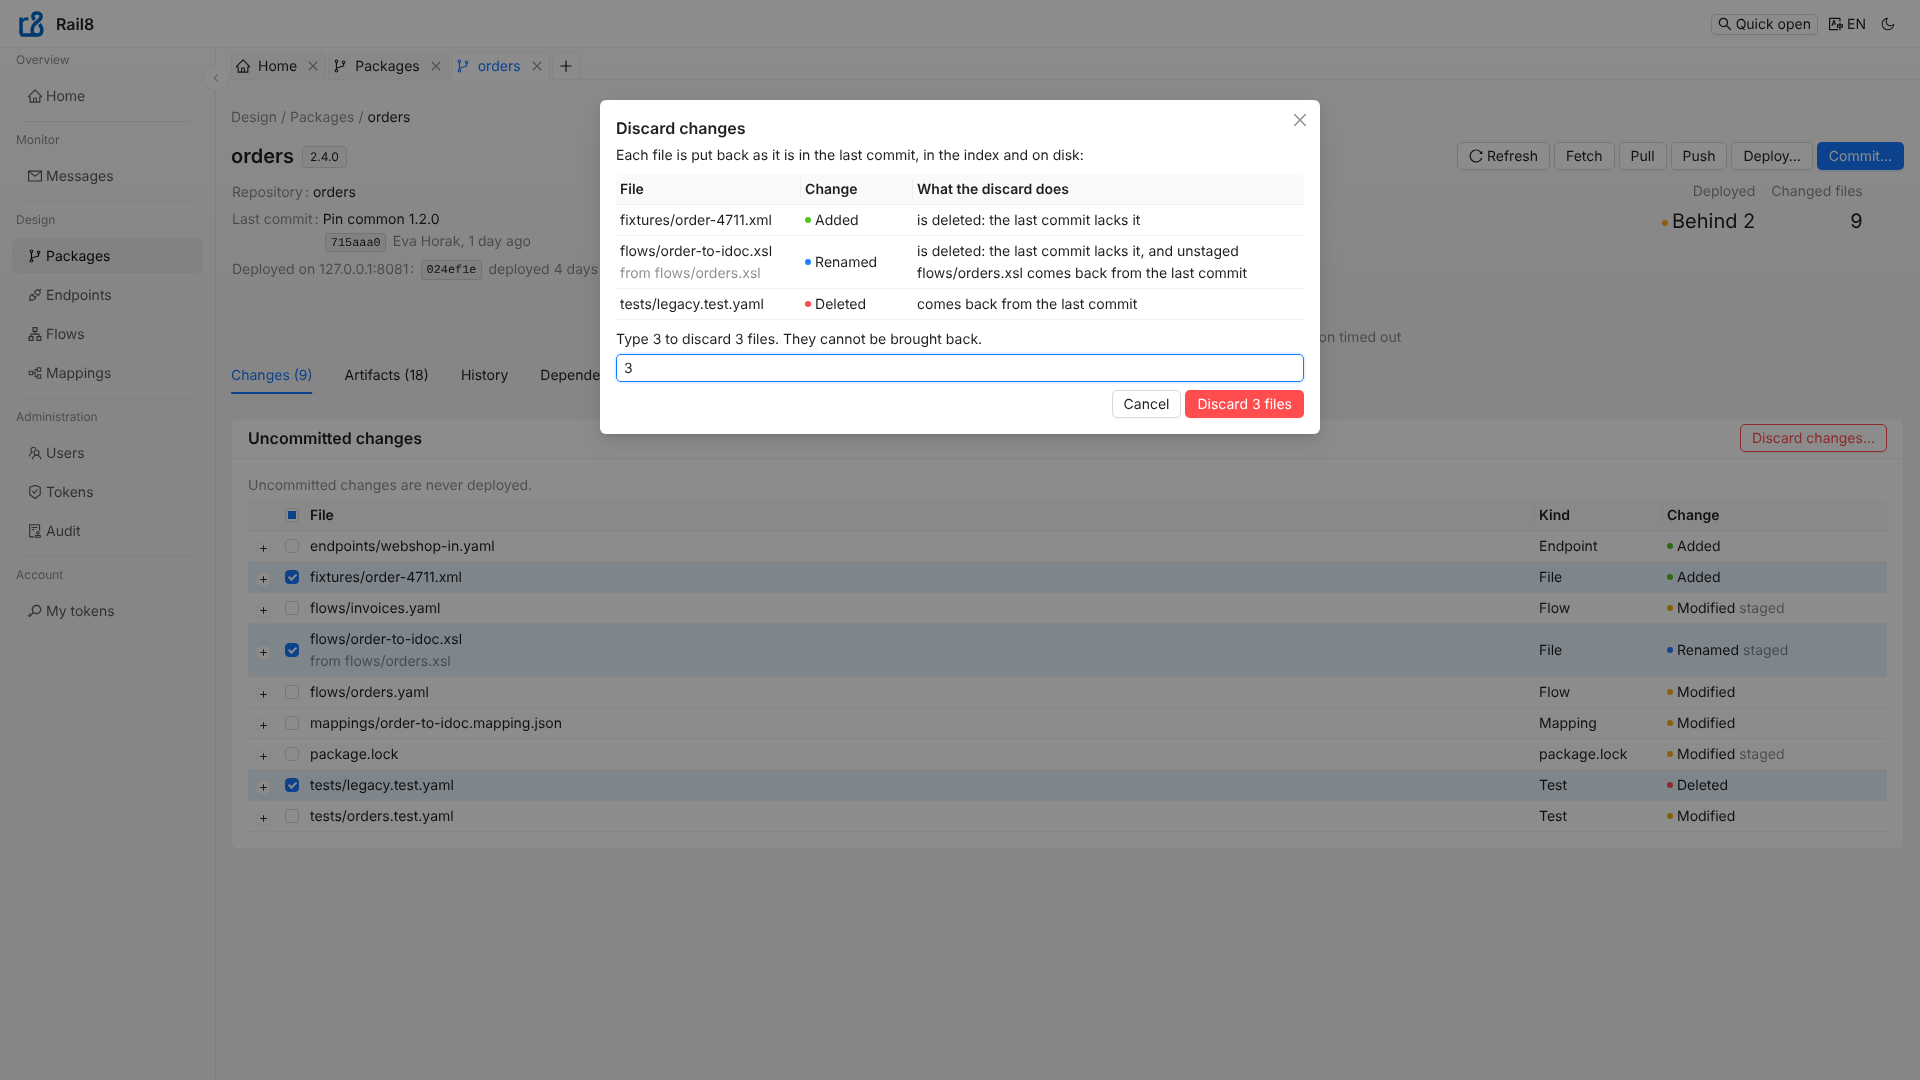 Rail8
Quick open
EN
Overview
Home
Monitor
Messages
Design
Packages
Endpoints
Flows
Mappings
Administration
Users
Tokens
Audit
Account
My tokens
Home
Packages
orders
Design / Packages / orders
orders 2.4.0
Refresh
Fetch
Pull
Push
Deploy...
Commit...
Repository: orders
Last commit: Pin common 1.2.0
715aaa0 Eva Horak, 1 day ago
Deployed on 127.0.0.1:8081: 024ef1e deployed 4 days
Deployed
Behind 2
Changed files
9
on timed out
Changes (9)
Artifacts (18)
History
Depende
Discard changes
Each file is put back as it is in the last commit, in the index and on disk:
File Change What the discard does
fixtures/order-4711.xml Added is deleted: the last commit lacks it
flows/order-to-idoc.xsl
from flows/orders.xsl
Renamed
is deleted: the last commit lacks it, and unstaged
flows/orders.xsl comes back from the last commit
tests/legacy.test.yaml Deleted comes back from the last commit
Type 3 to discard 3 files. They cannot be brought back.
3
Cancel
Discard 3 files
Uncommitted changes
Discard changes...
Uncommitted changes are never deployed.
File Kind Change
endpoints/webshop-in.yaml Endpoint Added
fixtures/order-4711.xml File Added
flows/invoices.yaml Flow Modified staged
flows/order-to-idoc.xsl
from flows/orders.xsl
File Renamed staged
flows/orders.yaml Flow Modified
mappings/order-to-idoc.mapping.json Mapping Modified
package.lock package.lock Modified staged
tests/legacy.test.yaml Test Deleted
tests/orders.test.yaml Test Modified